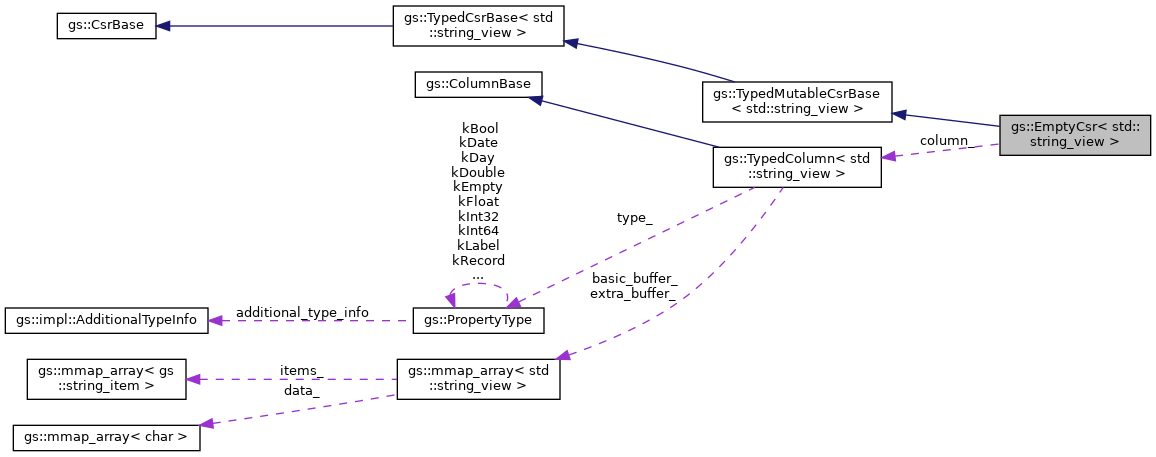 gs::CsrBase
gs::TypedCsrBase< std
::string_view >
gs::ColumnBase
gs::TypedMutableCsrBase
< std::string_view >
gs::EmptyCsr< std::
string_view >
column_
gs::TypedColumn< std
::string_view >
kBool
kDate
kDay
kDouble
kEmpty
kFloat
kInt32
kInt64
kLabel
kRecord
...
type_
basic_buffer_
extra_buffer_
gs::impl::AdditionalTypeInfo
additional_type_info
gs::PropertyType
gs::mmap_array< gs
::string_item >
items_
data_
gs::mmap_array< std
::string_view >
gs::mmap_array< char >